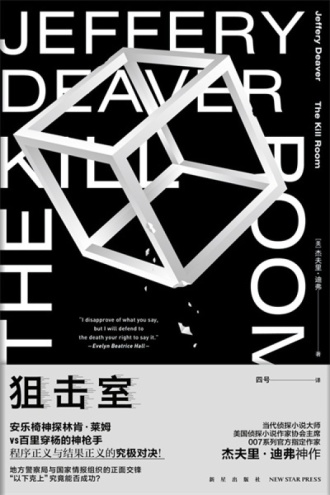 JEFFERY
DEAVER
THE
KILL
ROOM
Jeffery Deaver
The Kill Room
[美] 杰夫里·迪弗
著
"I disapprove of what you say,
but I will defend to
the death your right to say it."
—Evelyn Beatrice Hall—
狙击室
四号 译
安乐椅神探林肯·莱姆
vs百里穿杨的神枪手
程序正义与结果正义的究极对决!
地方警察局与国家情报组织的正面交锋
“以下克上”究竟能否成功?
当代侦探小说大师
美国侦探小说作家协会主席
007系列官方指定作家
杰夫里·迪弗神作
新星出版社 NEW STAR PRESS